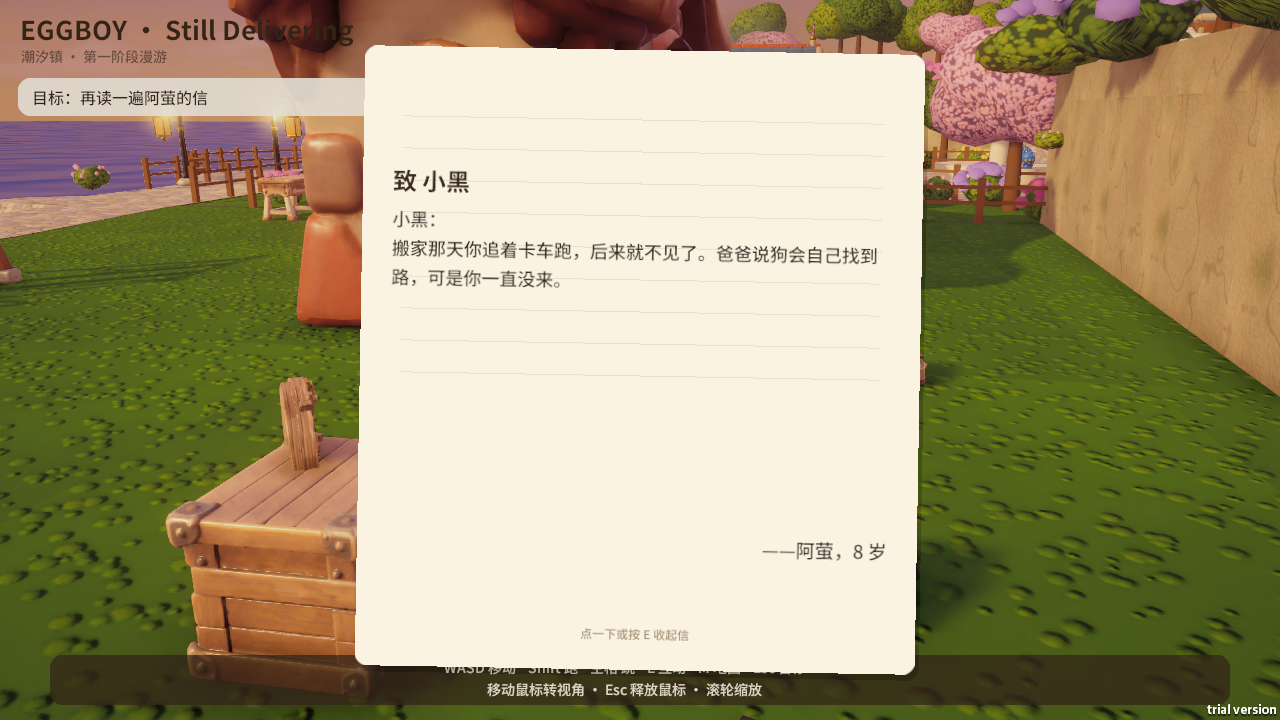 EGGBOY · Still Delivering
潮汐镇 · 第一阶段漫游
目标：再读一遍阿萤的信
致 小黑
小黑：
搬家那天你追着卡车跑，后来就不见了。爸爸说狗会自己找到
路，可是你一直没来。
——阿萤，8 岁
点一下或按 E 收起信
WASD 移动
移动鼠标转视角 · Esc 释放鼠标 · 滚轮缩放
trial version